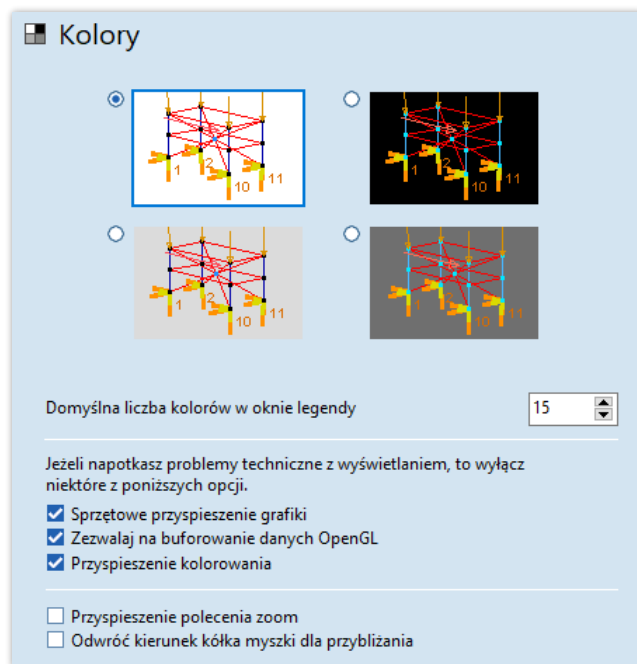 Kolory
1 2 10 11
1 2 10 11
1 2 10 11
1 2 10 11
Domyślna liczba kolorów w oknie legendy 15
Jeżeli napotkasz problemy techniczne z wyświetlaniem, to wyłącz
niektóre z poniższych opcji.
Sprzętowe przyspieszenie grafiki
Zezwalaj na buforowanie danych OpenGL
Przyspieszenie kolorowania
Przyspieszenie polecenia zoom
Odwróć kierunek kółka myszki dla przybliżania